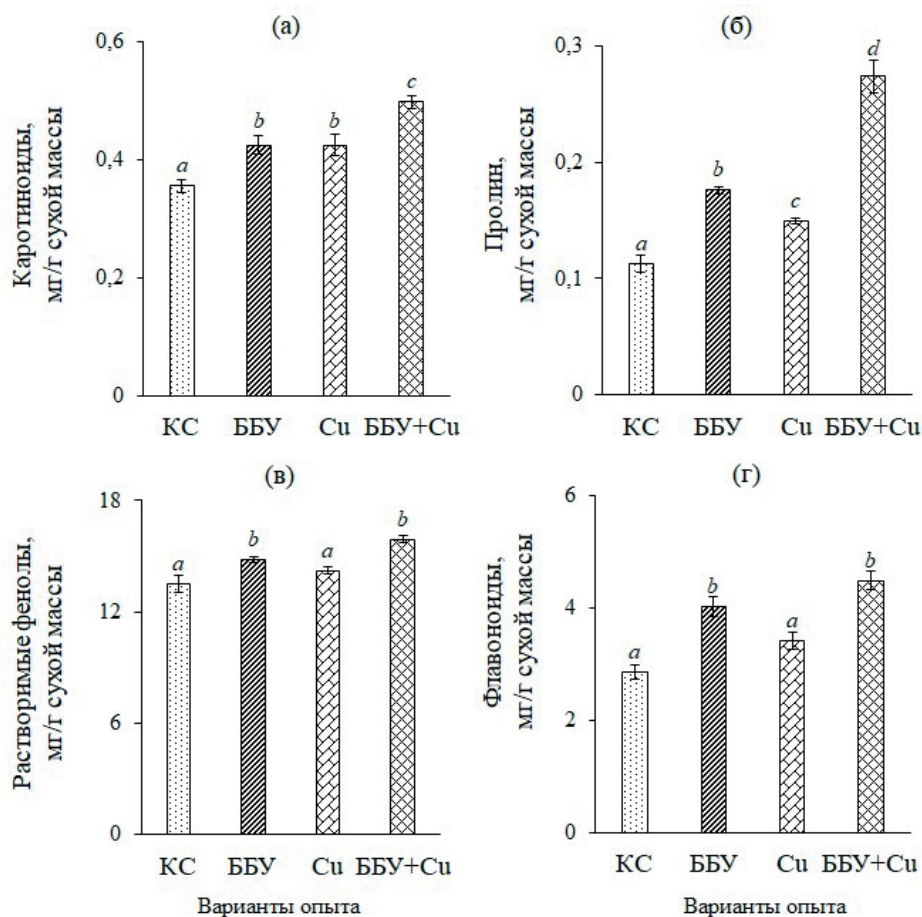 (а)
Каротиноиды,
мг/г сухой массы
0,6
0,4
0,2
0
a
b
b
c
КС ББУ Cu ББУ+Cu
(б)
Пролин,
мг/г сухой массы
0,3
0,2
0,1
0
a
b
c
d
КС ББУ Cu ББУ+Cu
(в)
Растворимые фенолы,
мг/г сухой массы
18
12
6
0
a
b
a
b
КС ББУ Cu ББУ+Cu
Варианты опыта
(г)
Флавоноиды,
мг/г сухой массы
6
4
2
0
a
b
a
b
КС ББУ Cu ББУ+Cu
Варианты опыта